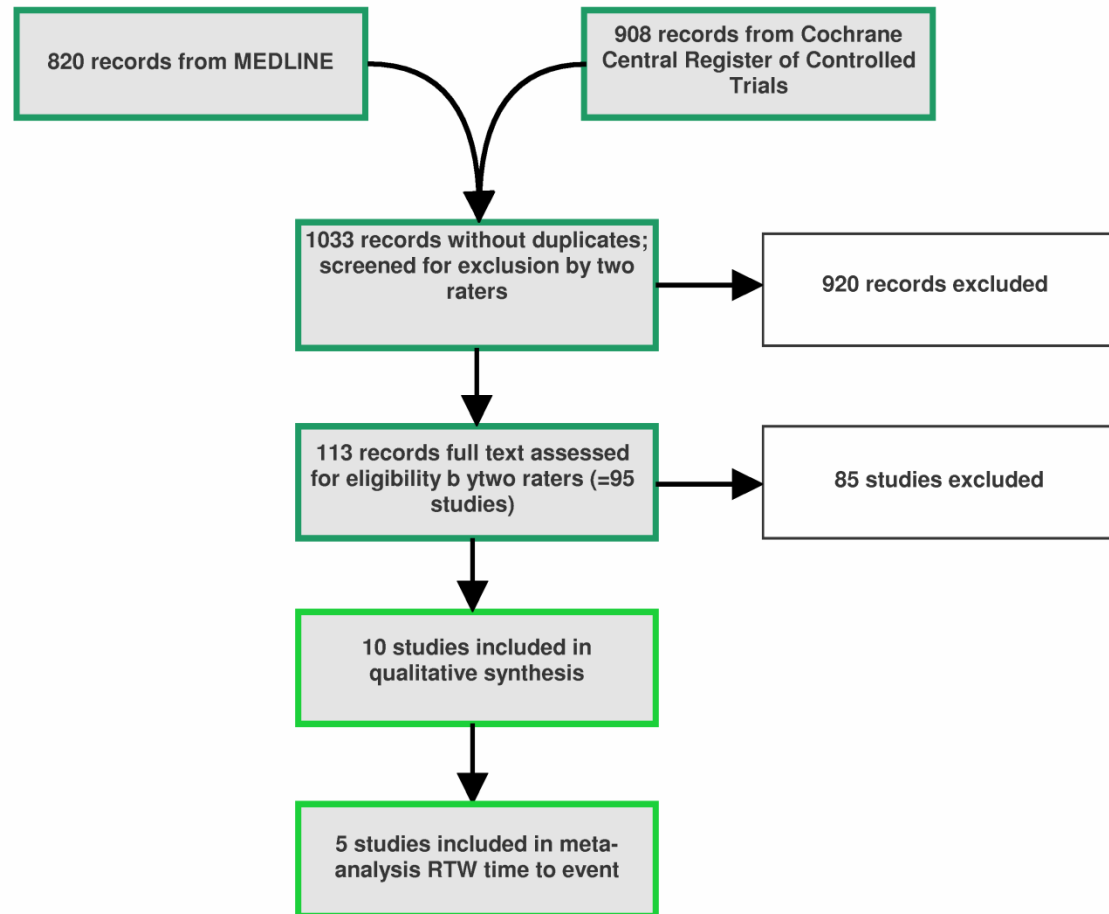 820 records from MEDLINE
908 records from Cochrane
Central Register of Controlled
Trials
1033 records without duplicates;
screened for exclusion by two
raters
920 records excluded
113 records full text assessed
for eligibility b ytwo raters (=95
studies)
85 studies excluded
10 studies included in
qualitative synthesis
5 studies included in meta-
analysis RTW time to event